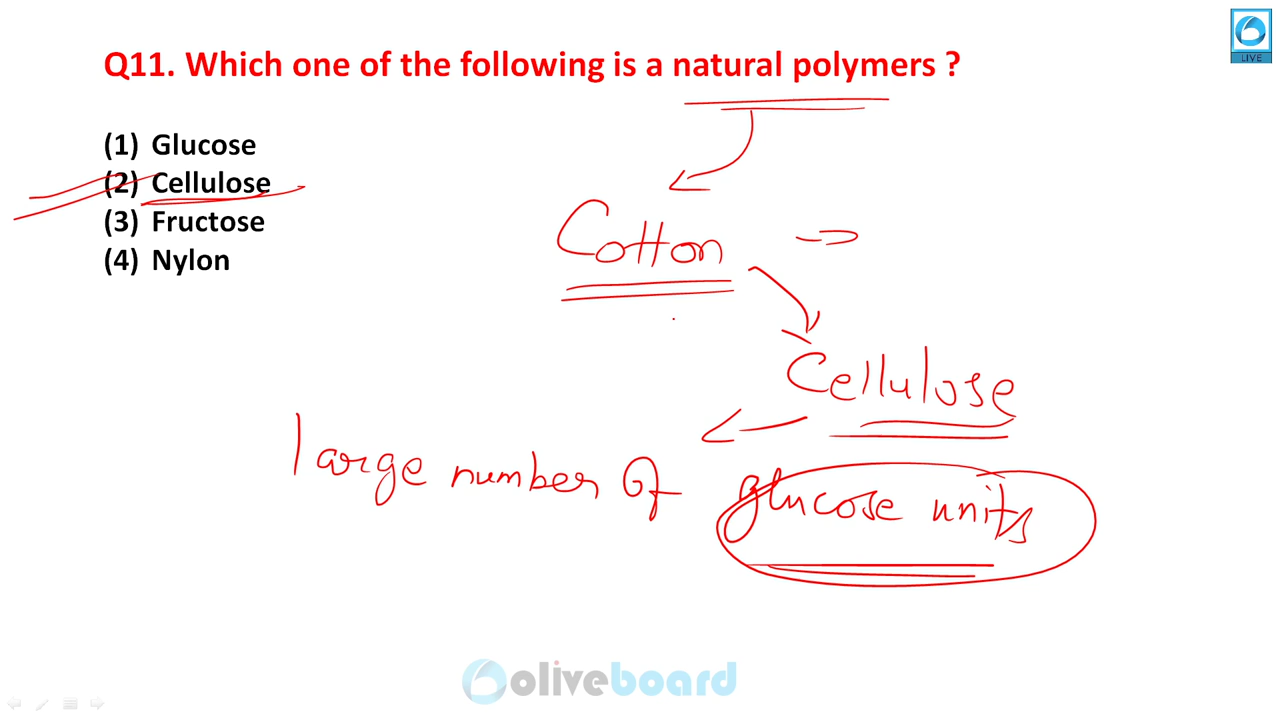 Q11. Which one of the following is a natural polymers ?
(1) Glucose
(2) Cellulose
(3) Fructose
(4) Nylon
Cotton
Cellulose
large number of glucose units
LIVE
oliveboard